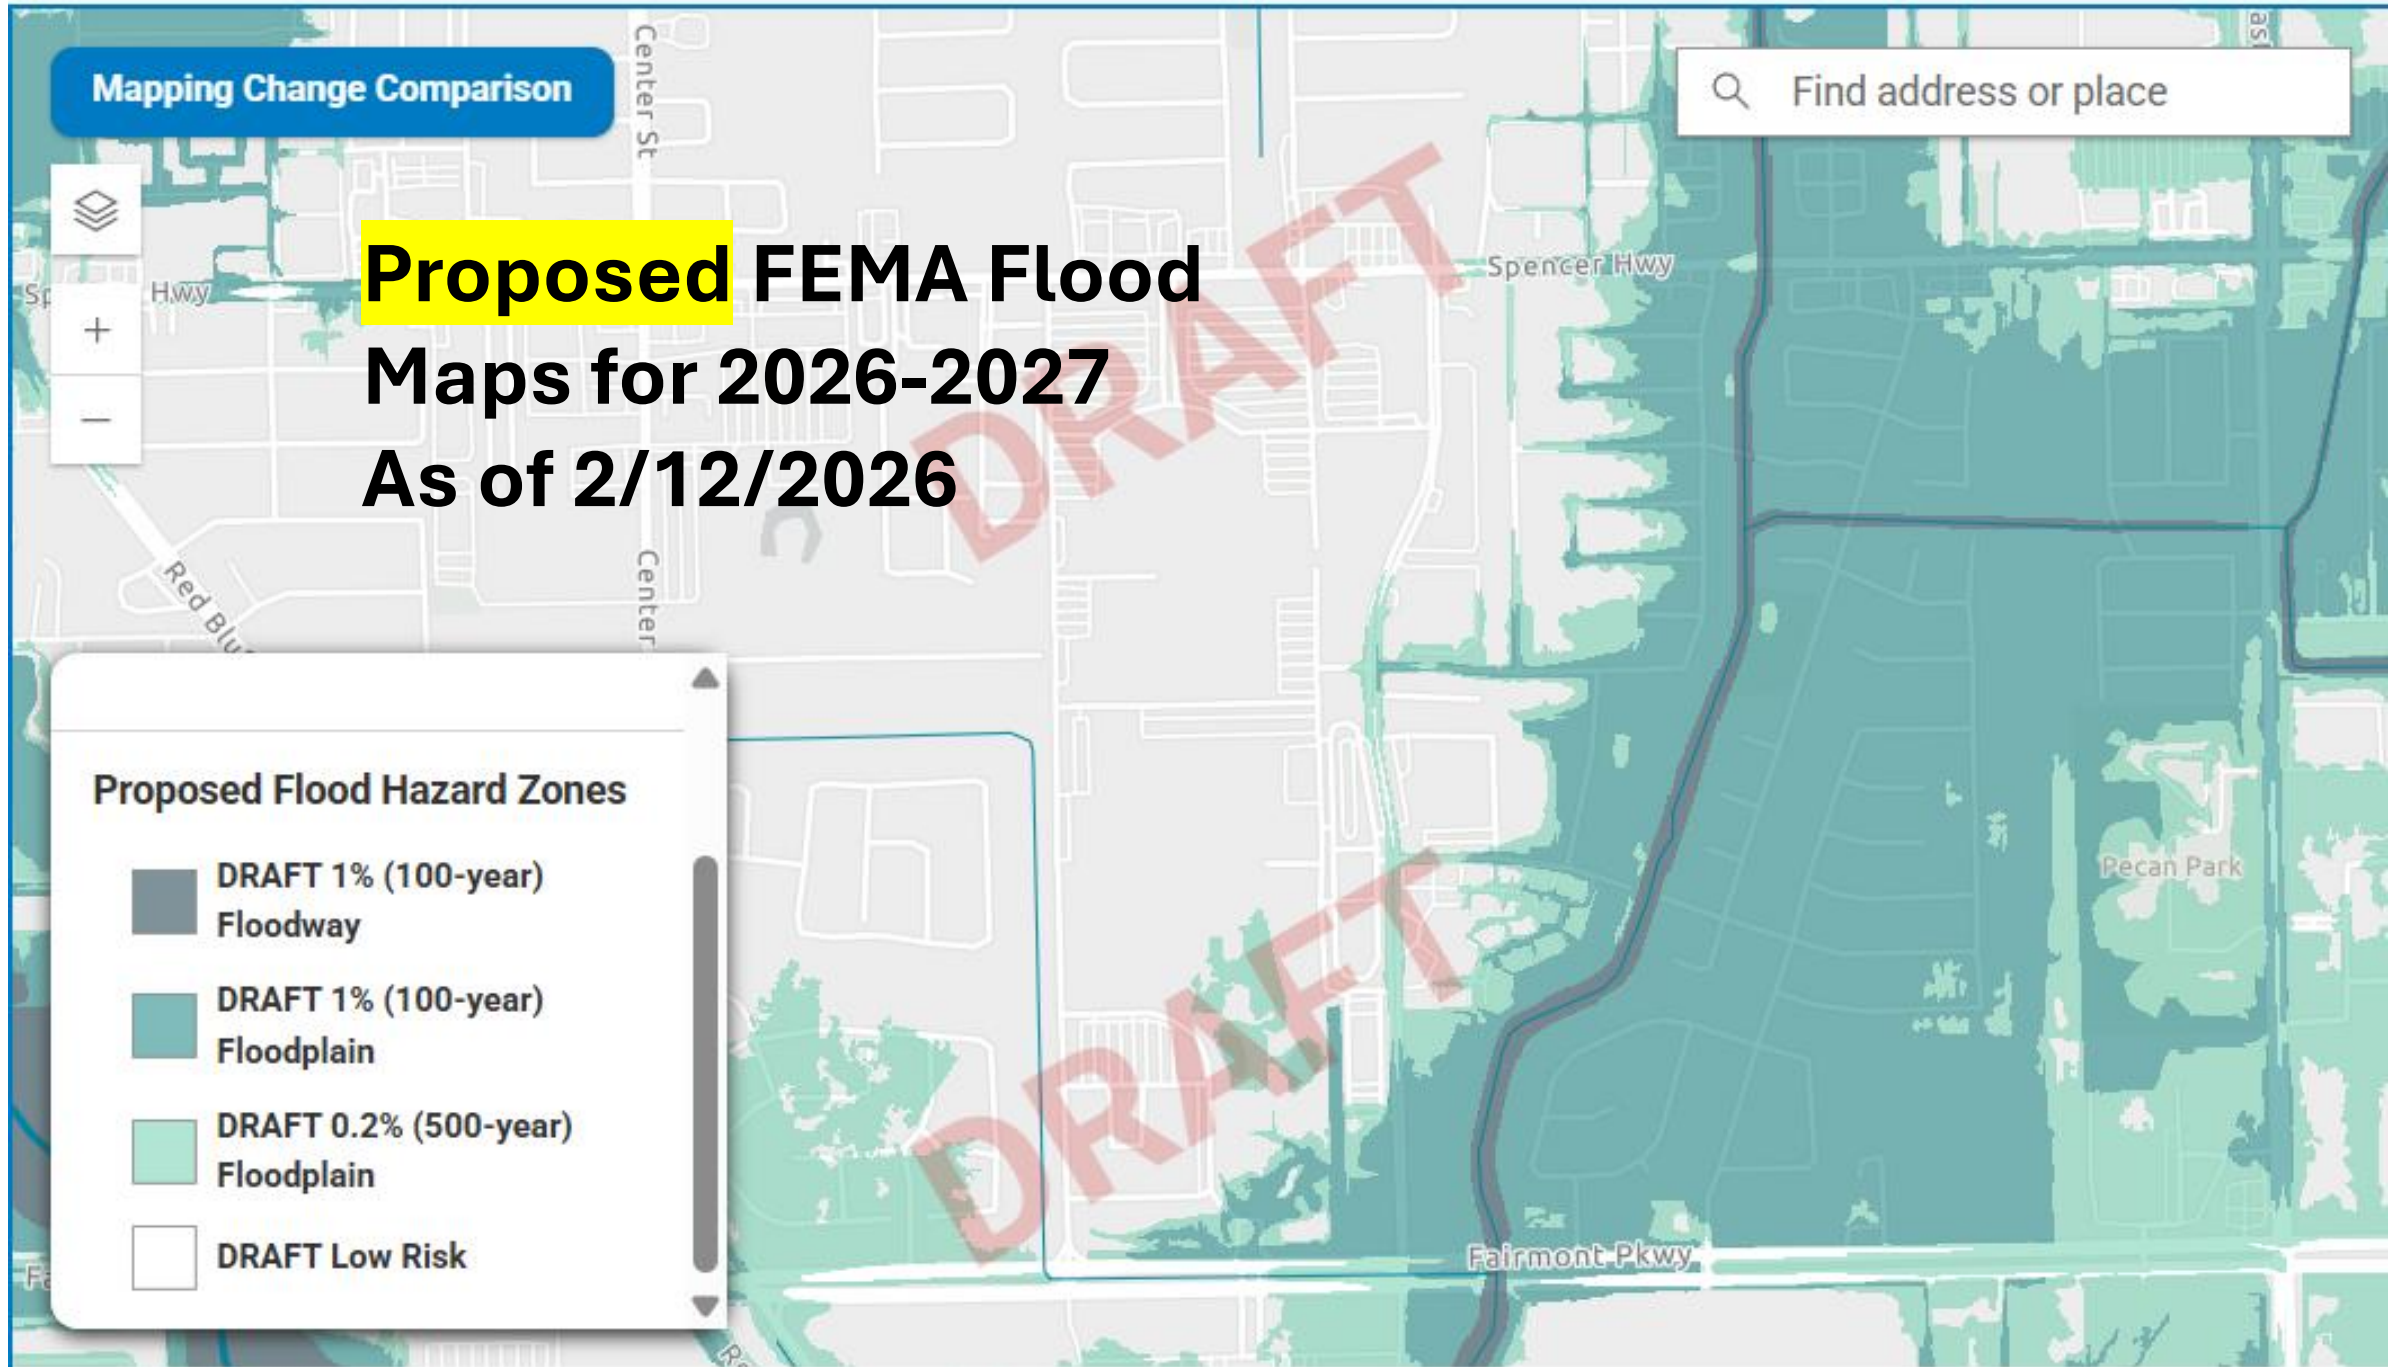 Mapping Change Comparison
Find address or place
Center St
Proposed FEMA Flood
Maps for 2026-2027
As of 2/12/2026
Spencer Hwy
Hwy
DRAFT
Center
Proposed Flood Hazard Zones
DRAFT 1% (100-year)
Floodway
DRAFT 1% (100-year)
Floodplain
DRAFT 0.2% (500-year)
Floodplain
DRAFT Low Risk
Pecan Park
DRAFT
Fairmont Pkwy